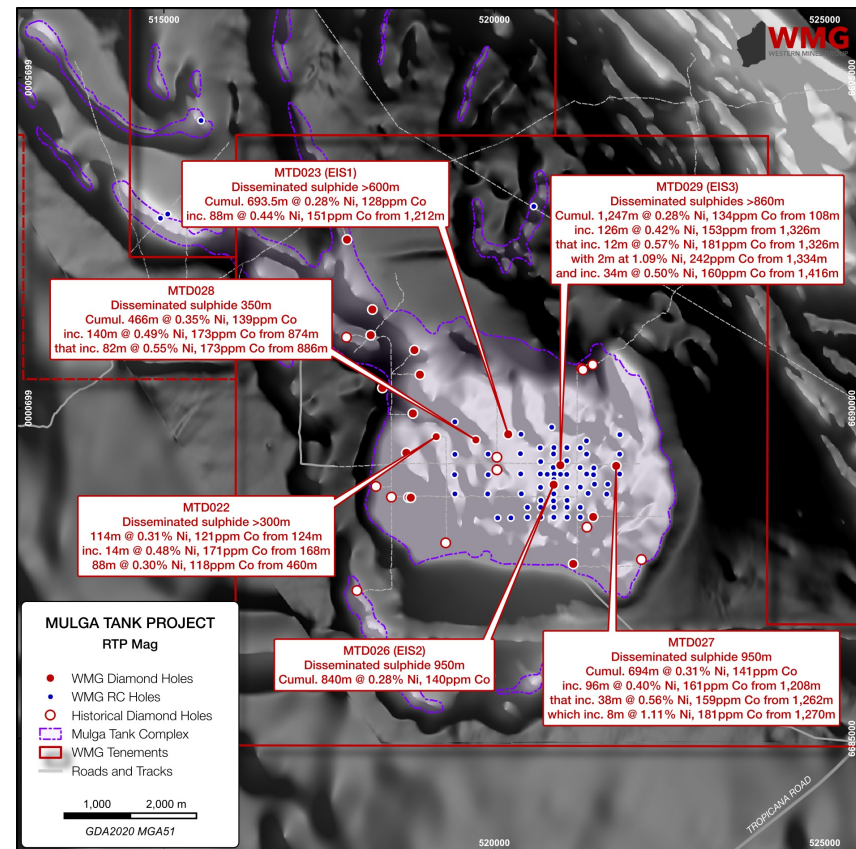 515000
520000
525000
WMG
WESTERN MINES GROUP
6695000
6695000
MTD023 (EIS1)
Disseminated sulphide >600m
Cumul. 693.5m @ 0.28% Ni, 128ppm Co
inc. 88m @ 0.44% Ni, 151ppm Co from 1,212m
MTD029 (EIS3)
Disseminated sulphides >860m
Cumul. 1,247m @ 0.28% Ni, 134ppm Co from 108m
inc. 126m @ 0.42% Ni, 153ppm from 1,326m
that inc. 12m @ 0.57% Ni, 181ppm Co from 1,326m
with 2m at 1.09% Ni, 242ppm Co from 1,334m
and inc. 34m @ 0.50% Ni, 160ppm Co from 1,416m
MTD028
Disseminated sulphide 350m
Cumul. 466m @ 0.35% Ni, 139ppm Co
inc. 140m @ 0.49% Ni, 173ppm Co from 874m
that inc. 82m @ 0.55% Ni, 173ppm Co from 886m
6690000
6690000
MTD022
Disseminated sulphide >300m
114m @ 0.31% Ni, 121ppm Co from 124m
inc. 14m @ 0.48% Ni, 171ppm Co from 168m
88m @ 0.30% Ni, 118ppm Co from 460m
MTD026 (EIS2)
Disseminated sulphide 950m
Cumul. 840m @ 0.28% Ni, 140ppm Co
MTD027
Disseminated sulphide 950m
Cumul. 694m @ 0.31% Ni, 141ppm Co
inc. 96m @ 0.40% Ni, 161ppm Co from 1,208m
that inc. 38m @ 0.56% Ni, 159ppm Co from 1,262m
which inc. 8m @ 1.11% Ni, 181ppm Co from 1,270m
6685000
MULGA TANK PROJECT
RTP Mag
WMG Diamond Holes
WMG RC Holes
Historical Diamond Holes
Mulga Tank Complex
WMG Tenements
Roads and Tracks
1,000 2,000 m
GDA2020 MGA51
TROPICANA ROAD
520000
525000